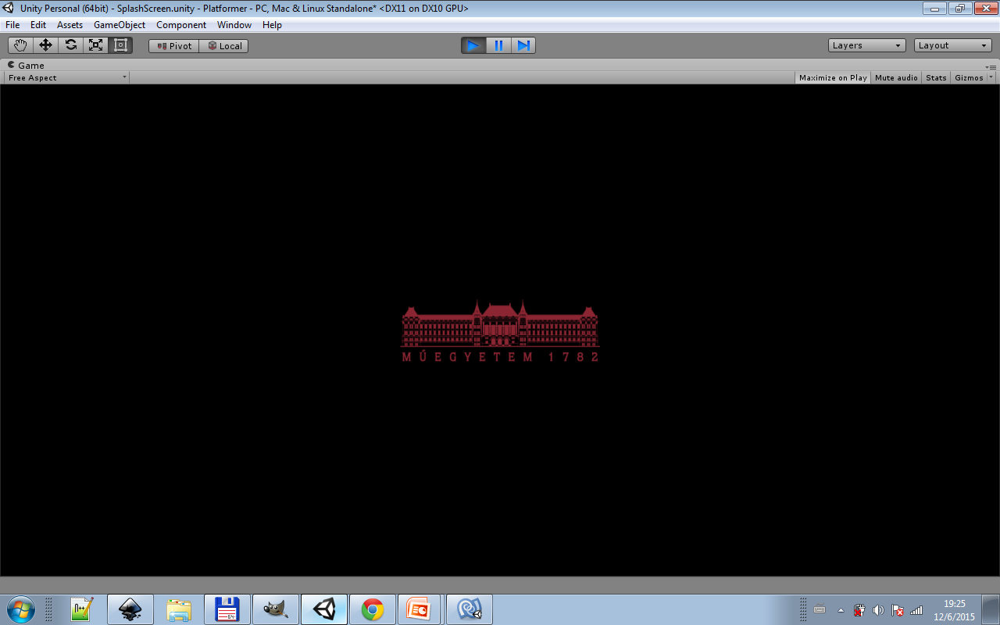 Unity Personal (64bit) - SplashScreen.unity - Platformer - PC, Mac & Linux Standalone* <DX11 on DX10 GPU>
File Edit Assets GameObject Component Window Help
Pivot Local Layers Layout
Game
Free Aspect Maximize on Play Mute audio Stats Gizmos
MŰEGYETEM 1782
19:25
12/6/2015